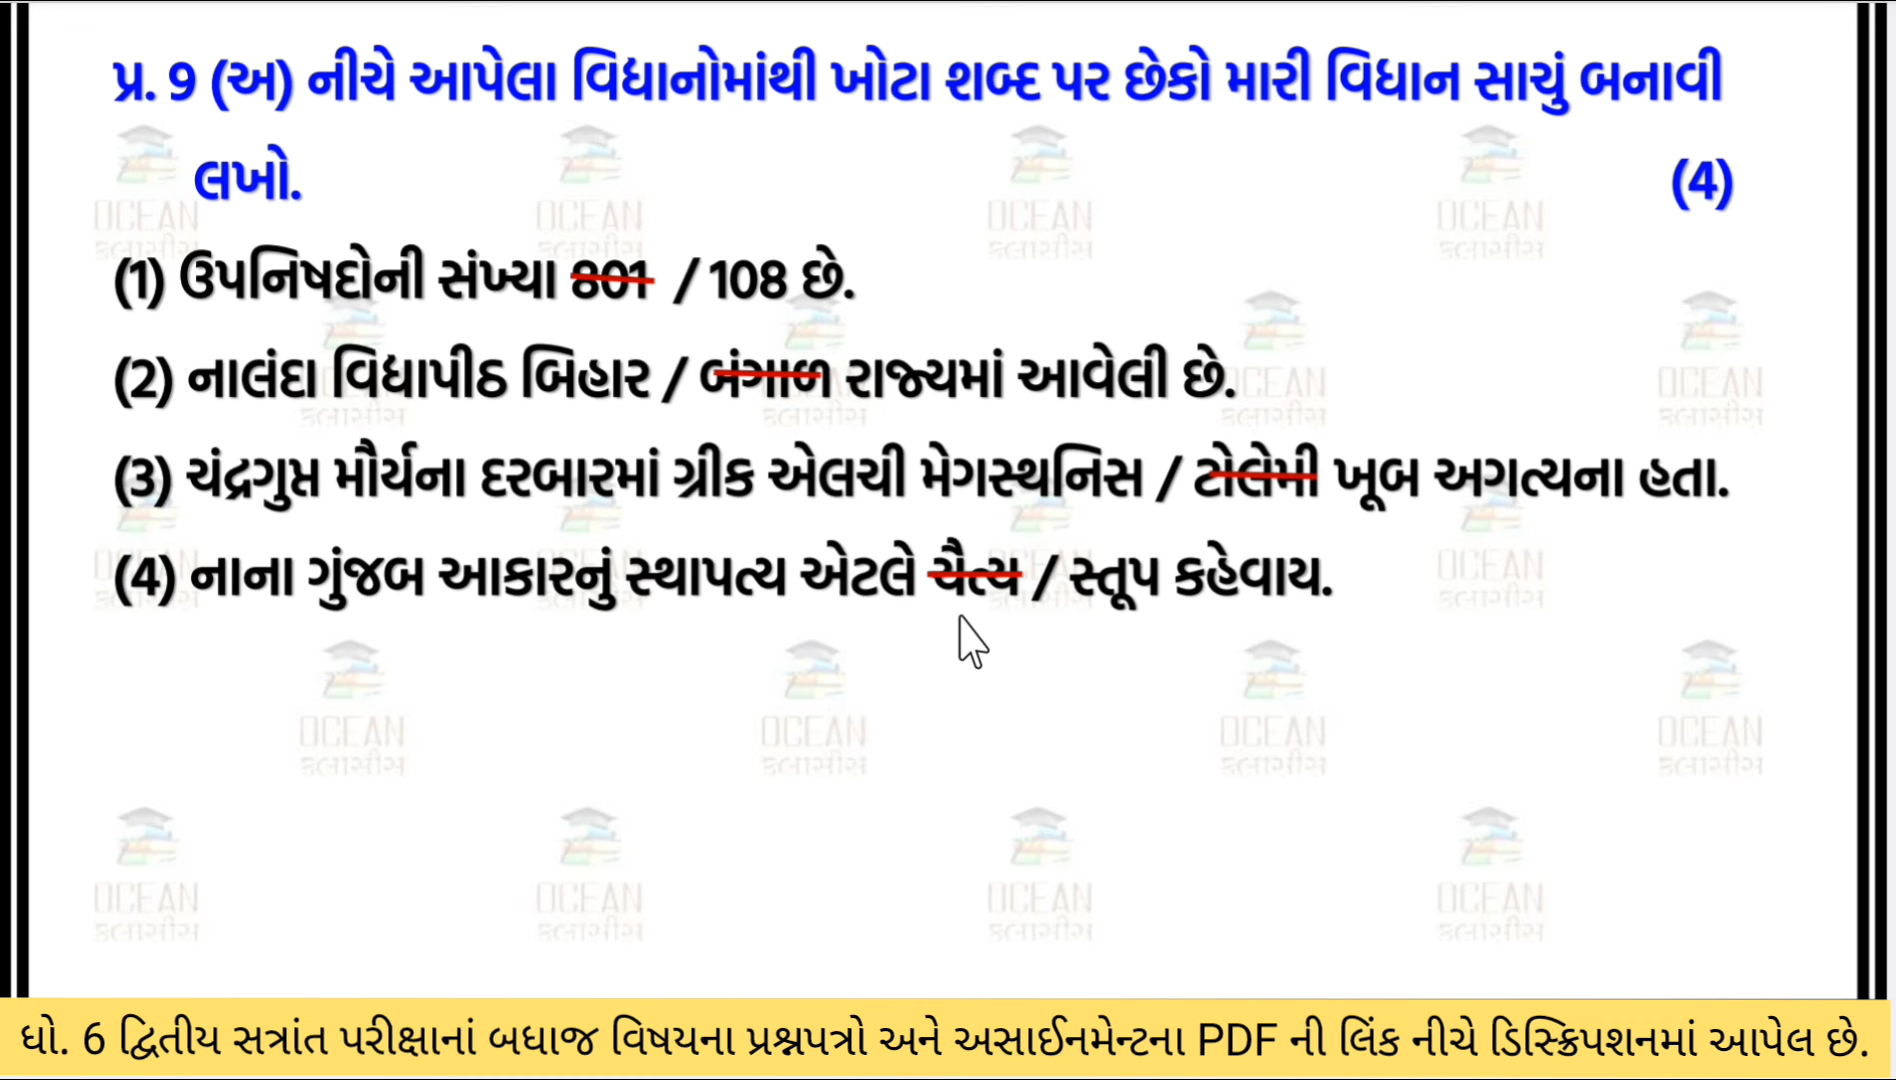 પ્ર. 9 (અ) નીચે આપેલા વિદ્યાનોમાંથી ખોટા શબ્દ પર છેકો મારી વિધાન સાચું બનાવી
લખો. (4)
(1) ઉપનિષદોની સંખ્યા 801 / 108 છે.
(2) નાલંદા વિદ્યાપીઠ બિહાર / બંગાળ રાજ્યમાં આવેલી છે.
(3) ચંદ્રગુપ્ત મૌર્યના દરબારમાં ગ્રીક એલચી મેગસ્થનિસ / ટોલેમી ખૂબ અગત્યના હતા.
(4) નાના ગુંજબ આકારનું સ્થાપત્ય એટલે ચૈત્ય / સ્તૂપ કહેવાય.
OCEAN
ક્લાસીસ
ધો. 6 દ્વિતીય સત્રાંત પરીક્ષાનાં બધાજ વિષયના પ્રશ્નપત્રો અને અસાઈનમેન્ટના PDF ની લિંક નીચે ડિસ્ક્રિપશનમાં આપેલ છે.